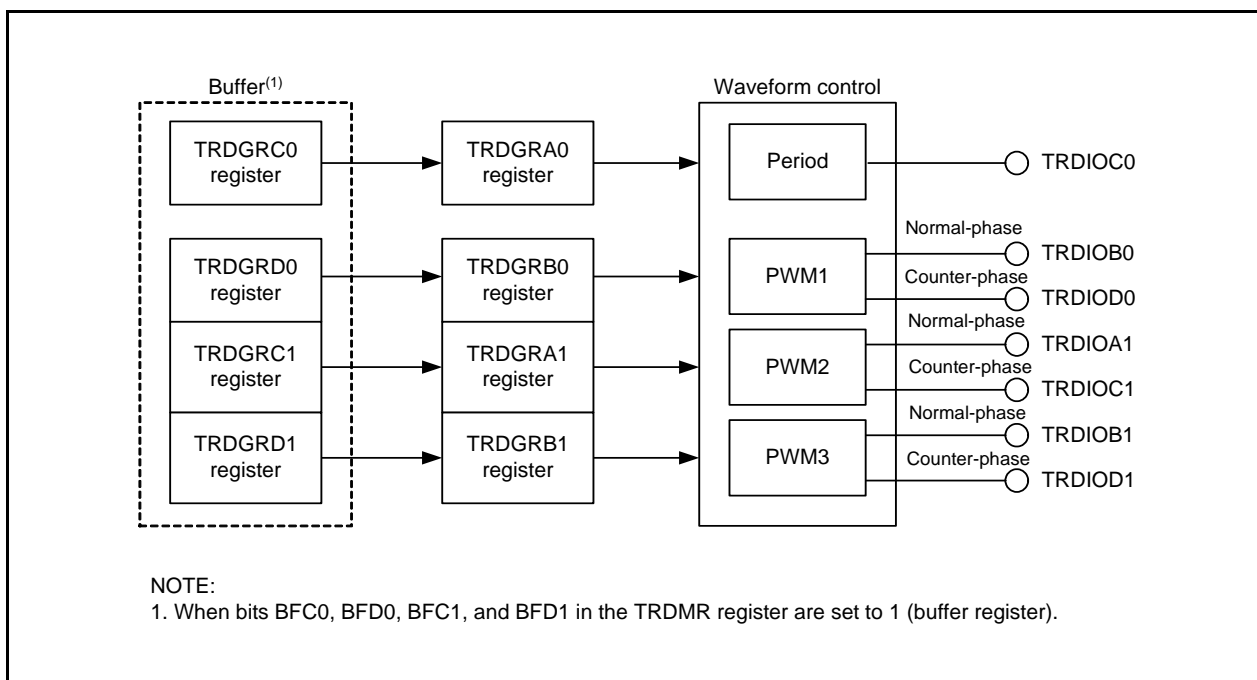 Buffer(1)
Waveform control
TRDGRC0
register
TRDGRA0
register
Period
TRDIOC0
TRDGRD0
register
TRDGRB0
register
PWM1
Normal-phase
TRDIOB0
Counter-phase
TRDIOD0
TRDGRC1
register
TRDGRA1
register
PWM2
Normal-phase
TRDIOA1
Counter-phase
TRDIOC1
TRDGRD1
register
TRDGRB1
register
PWM3
Normal-phase
TRDIOB1
Counter-phase
TRDIOD1
NOTE:
1. When bits BFC0, BFD0, BFC1, and BFD1 in the TRDMR register are set to 1 (buffer register).